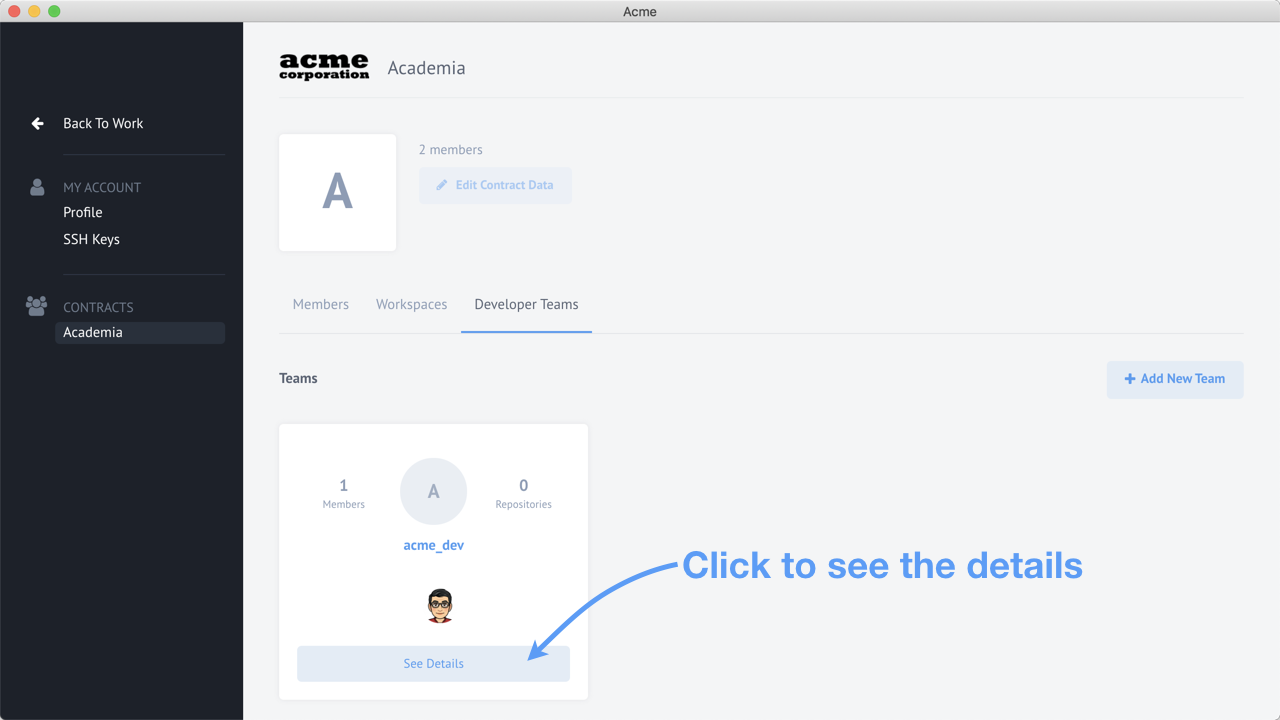 Acme
acme
corporation
Academia
Back To Work
MY ACCOUNT
Profile
SSH Keys
CONTRACTS
Academia
A
2 members
Edit Contract Data
Members Workspaces Developer Teams
Teams
Add New Team
1
Members
A
0
Repositories
acme_dev
See Details
Click to see the details